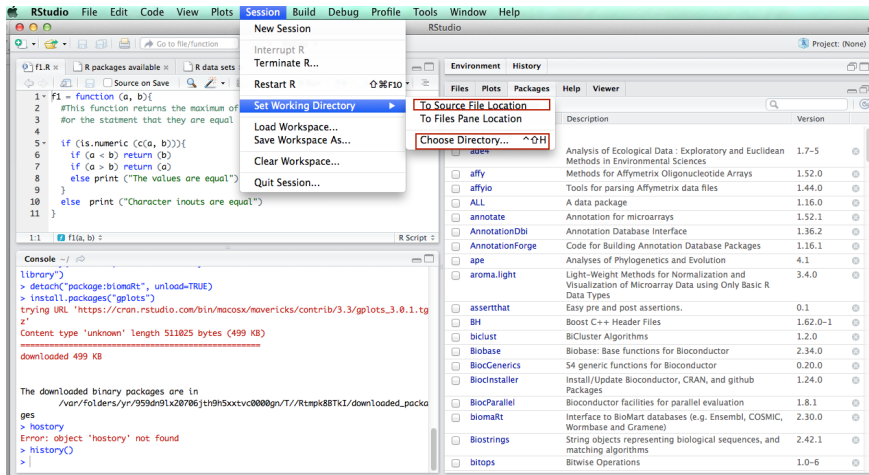 RStudio File Edit Code View Plots Session Build Debug Profile Tools Window Help
RStudio
Go to file/function
Project: (None)
New Session
Interrupt R
Terminate R...
Restart R ⇧⌘F10
Set Working Directory
Load Workspace...
Save Workspace As...
Clear Workspace...
Quit Session...
To Source File Location
To Files Pane Location
Choose Directory... ^⇧H
f1.R × R packages available × R data sets
Source on Save
1 f1 = function (a, b){
2 #This function returns the maximum of
3 #or the statment that they are equal
4
5 if (is.numeric (c(a, b))){
6 if (a < b) return (b)
7 if (a > b) return (a)
8 else print ("The values are equal")
9 }
10 else print ("Character inouts are equal")
11 }
1:1 f1(a, b) R Script
Console ~/
library")
> detach("package:biomaRt", unload=TRUE)
> install.packages("gplots")
trying URL 'https://cran.rstudio.com/bin/macosx/mavericks/contrib/3.3/gplots_3.0.1.tg
z'
Content type 'unknown' length 511025 bytes (499 KB)
==================================================
downloaded 499 KB
The downloaded binary packages are in
/var/folders/yr/959dn9lx20706jth9h5xxtvc0000gn/T//Rtmpk8BTkI/downloaded_packa
ges
> hostory
Error: object 'hostory' not found
> history()
>
Environment History
Files Plots Packages Help Viewer
Description Version
ade4 Analysis of Ecological Data : Exploratory and Euclidean 1.7-5
Methods in Environmental Sciences
affy Methods for Affymetrix Oligonucleotide Arrays 1.52.0
affyio Tools for parsing Affymetrix data files 1.44.0
ALL A data package 1.16.0
annotate Annotation for microarrays 1.52.1
AnnotationDbi Annotation Database Interface 1.36.2
AnnotationForge Code for Building Annotation Database Packages 1.16.1
ape Analyses of Phylogenetics and Evolution 4.1
aroma.light Light-Weight Methods for Normalization and 3.4.0
Visualization of Microarray Data using Only Basic R
Data Types
assertthat Easy pre and post assertions. 0.1
BH Boost C++ Header Files 1.62.0-1
biclust BiCluster Algorithms 1.2.0
Biobase Biobase: Base functions for Bioconductor 2.34.0
BiocGenerics S4 generic functions for Bioconductor 0.20.0
BiocInstaller Install/Update Bioconductor, CRAN, and github 1.24.0
Packages
BiocParallel Bioconductor facilities for parallel evaluation 1.8.1
biomaRt Interface to BioMart databases (e.g. Ensembl, COSMIC, 2.30.0
Wormbase and Gramene)
Biostrings String objects representing biological sequences, and 2.42.1
matching algorithms
bitops Bitwise Operations 1.0-6